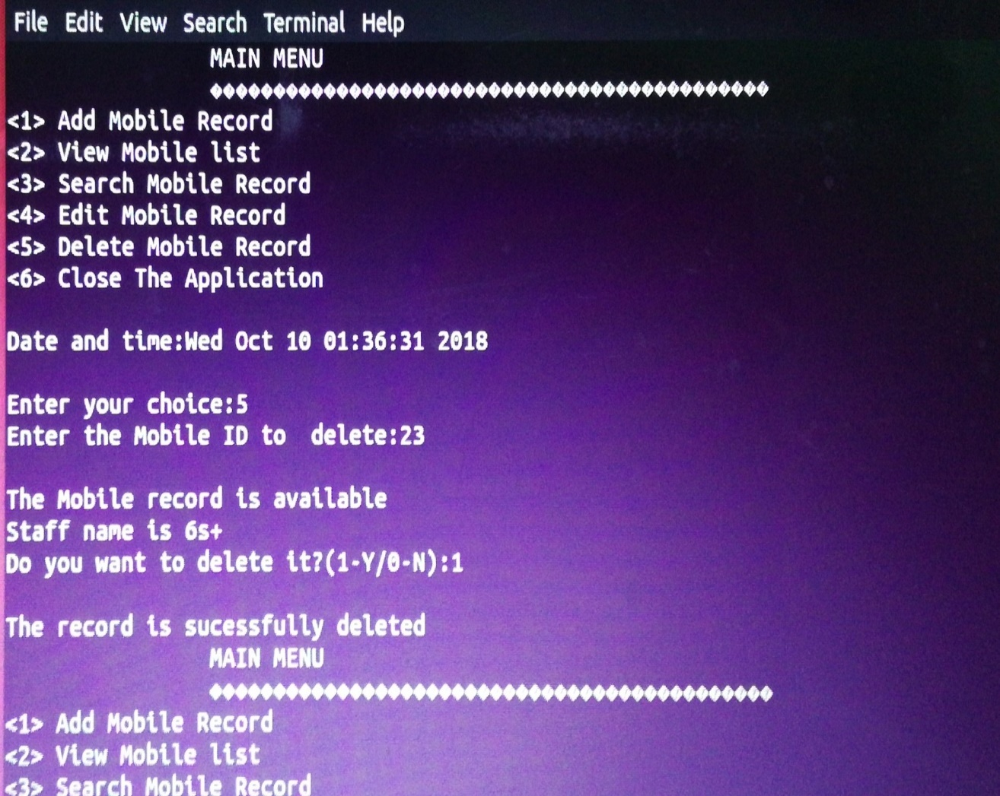 File Edit View Search Terminal Help
MAIN MENU
<1> Add Mobile Record
<2> View Mobile list
<3> Search Mobile Record
<4> Edit Mobile Record
<5> Delete Mobile Record
<6> Close The Application
Date and time:Wed Oct 10 01:36:31 2018
Enter your choice:5
Enter the Mobile ID to  delete:23
The Mobile record is available
Staff name is 6s+
Do you want to delete it?(1-Y/0-N):1
The record is sucessfully deleted
MAIN MENU
<1> Add Mobile Record
<2> View Mobile list
<3> Search Mobile Record